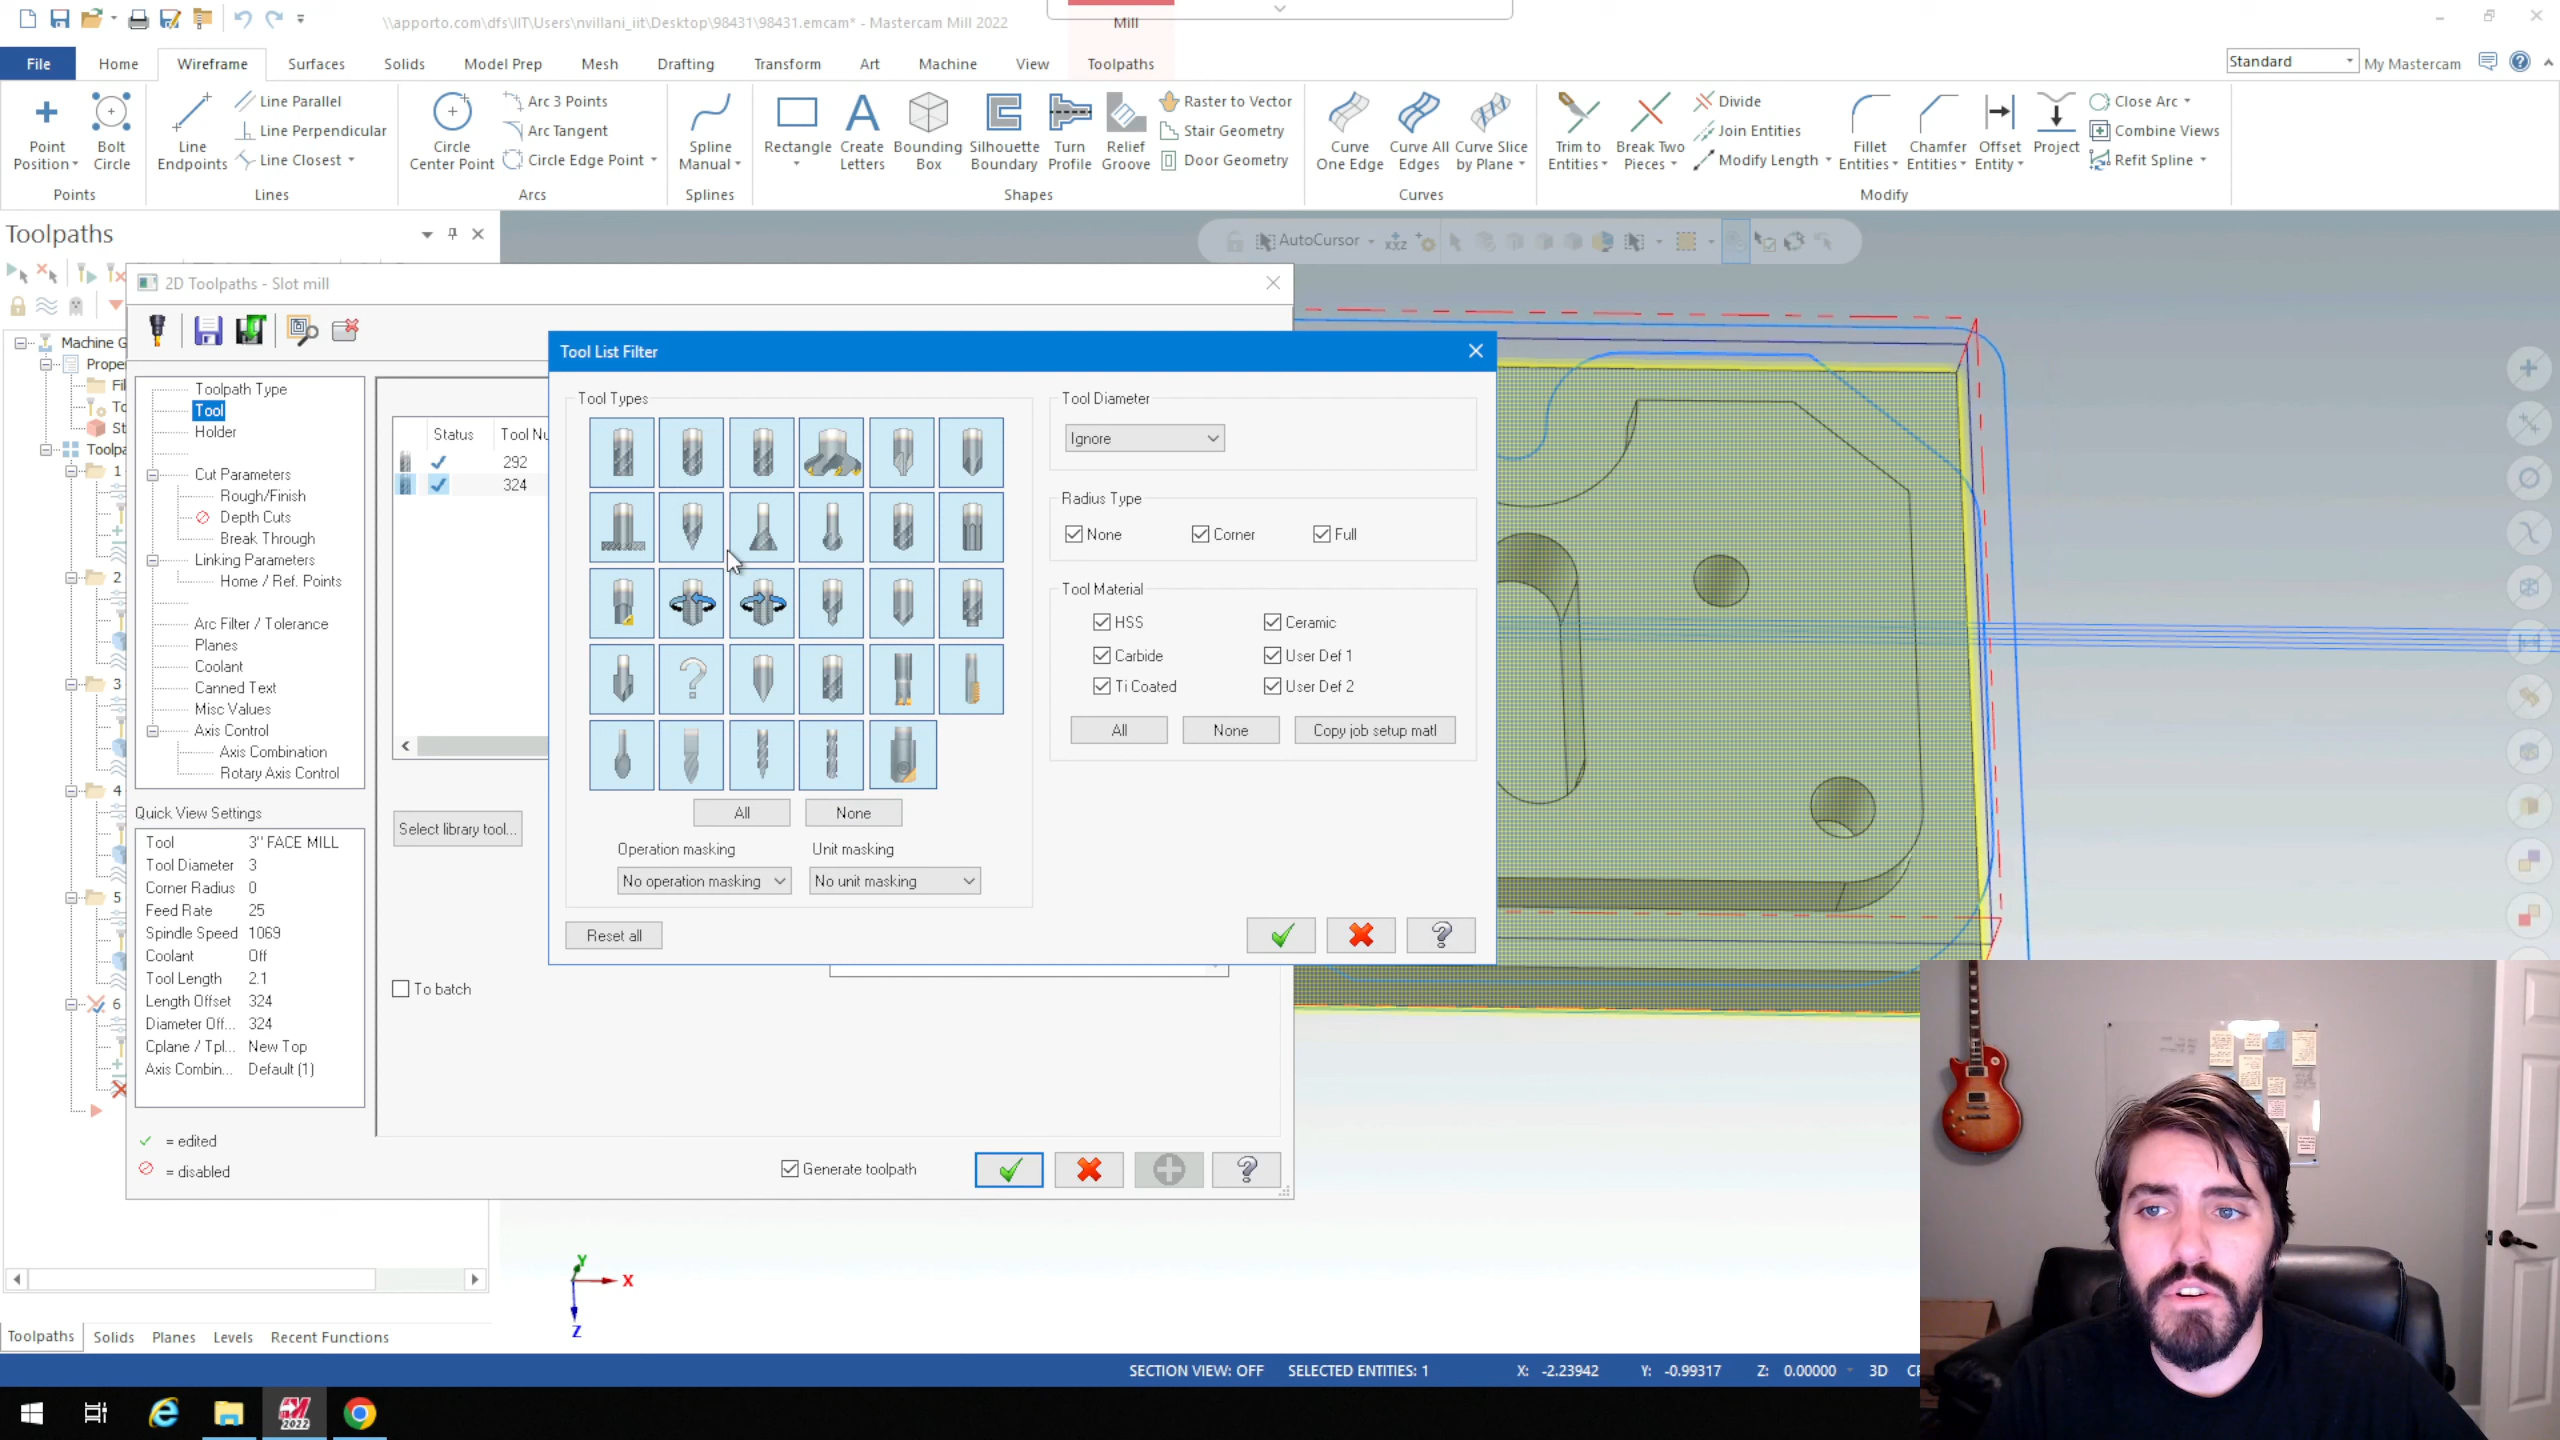 \\apporto.com\dfs\IIT\Users\nvillani_iit\Desktop\98431\98431.emcam* - Mastercam Mill 2022
Mill
File Home Wireframe Surfaces Solids Model Prep Mesh Drafting Transform Art Machine View Toolpaths
Standard My Mastercam
Point Position
Bolt Circle
Points
Line Endpoints
Line Parallel
Line Perpendicular
Line Closest
Lines
Circle Center Point
Arc 3 Points
Arc Tangent
Circle Edge Point
Arcs
Spline Manual
Splines
Rectangle
Create Letters
Bounding Box
Silhouette Boundary
Turn Profile
Relief Groove
Raster to Vector
Stair Geometry
Door Geometry
Shapes
Curve One Edge
Curve All Edges
Curve Slice by Plane
Curves
Trim to Entities
Break Two Pieces
Divide
Join Entities
Modify Length
Fillet Entities
Chamfer Entities
Offset Entity
Project
Close Arc
Combine Views
Refit Spline
Modify
Toolpaths
AutoCursor
Machine G
Prope
Fil
To
St
Toolpa
1
2
3
4
5
6
2D Toolpaths - Slot mill
Toolpath Type
Tool
Holder
Cut Parameters
Rough/Finish
Depth Cuts
Break Through
Linking Parameters
Home / Ref. Points
Arc Filter / Tolerance
Planes
Coolant
Canned Text
Misc Values
Axis Control
Axis Combination
Rotary Axis Control
Status Tool Nu
292
324
Select library tool...
To batch
Quick View Settings
Tool 3" FACE MILL
Tool Diameter 3
Corner Radius 0
Feed Rate 25
Spindle Speed 1069
Coolant Off
Tool Length 2.1
Length Offset 324
Diameter Off... 324
Cplane / Tpl... New Top
Axis Combin... Default (1)
= edited
= disabled
Generate toolpath
Tool List Filter
Tool Types
All None
Operation masking Unit masking
No operation masking No unit masking
Reset all
Tool Diameter
Ignore
Radius Type
None Corner Full
Tool Material
HSS Ceramic
Carbide User Def 1
Ti Coated User Def 2
All None Copy job setup matl
Y
X
Z
Toolpaths Solids Planes Levels Recent Functions
SECTION VIEW: OFF SELECTED ENTITIES: 1 X: -2.23942 Y: -0.99317 Z: 0.00000 3D
2022